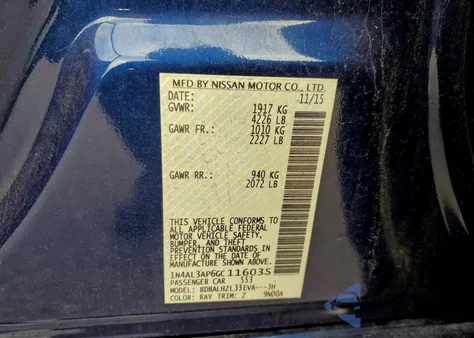 MFD BY NISSAN MOTOR CO., LTD.
DATE: 11/15
GVWR: 1917 KG
4226 LB
GAWR FR.: 1010 KG
2227 LB
GAWR RR.: 940 KG
2072 LB
THIS VEHICLE CONFORMS TO
ALL APPLICABLE FEDERAL
MOTOR VEHICLE SAFETY,
BUMPER, AND THEFT
PREVENTION STANDARDS IN
EFFECT ON THE DATE OF
MANUFACTURE SHOWN ABOVE.
1N4AL3AP6GC116035
PASSENGER CAR 553
MODEL: BDBALHZL33EVA---JH
COLOR: RAY TRIM: Z 9N00A